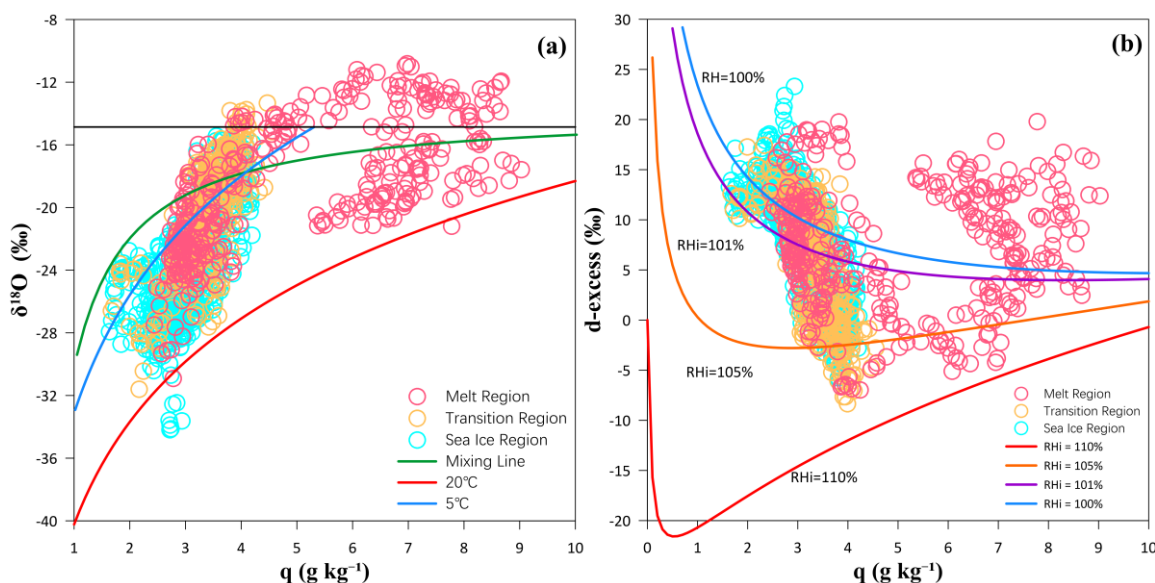 (a)
-8
-12
-16
-20
-24
-28
-32
-36
-40
δ¹⁸O (‰)
Melt Region
Transition Region
Sea Ice Region
Mixing Line
20℃
5℃
1 2 3 4 5 6 7 8 9 10
q (g kg⁻¹)
(b)
30
25
20
15
10
5
0
-5
-10
-15
-20
d-excess (‰)
RH=100%
RHi=101%
RHi=105%
RHi=110%
Melt Region
Transition Region
Sea Ice Region
RHi = 110%
RHi = 105%
RHi = 101%
RHi = 100%
0 1 2 3 4 5 6 7 8 9 10
q (g kg⁻¹)